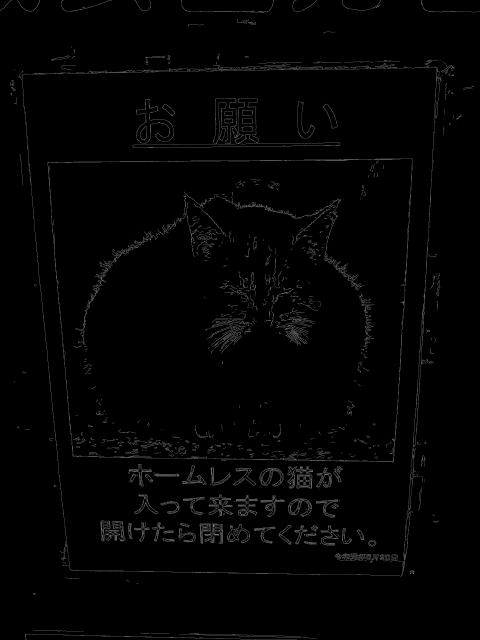 お願い
ホームレスの猫が
入って来ますので
開けたら閉めてください。